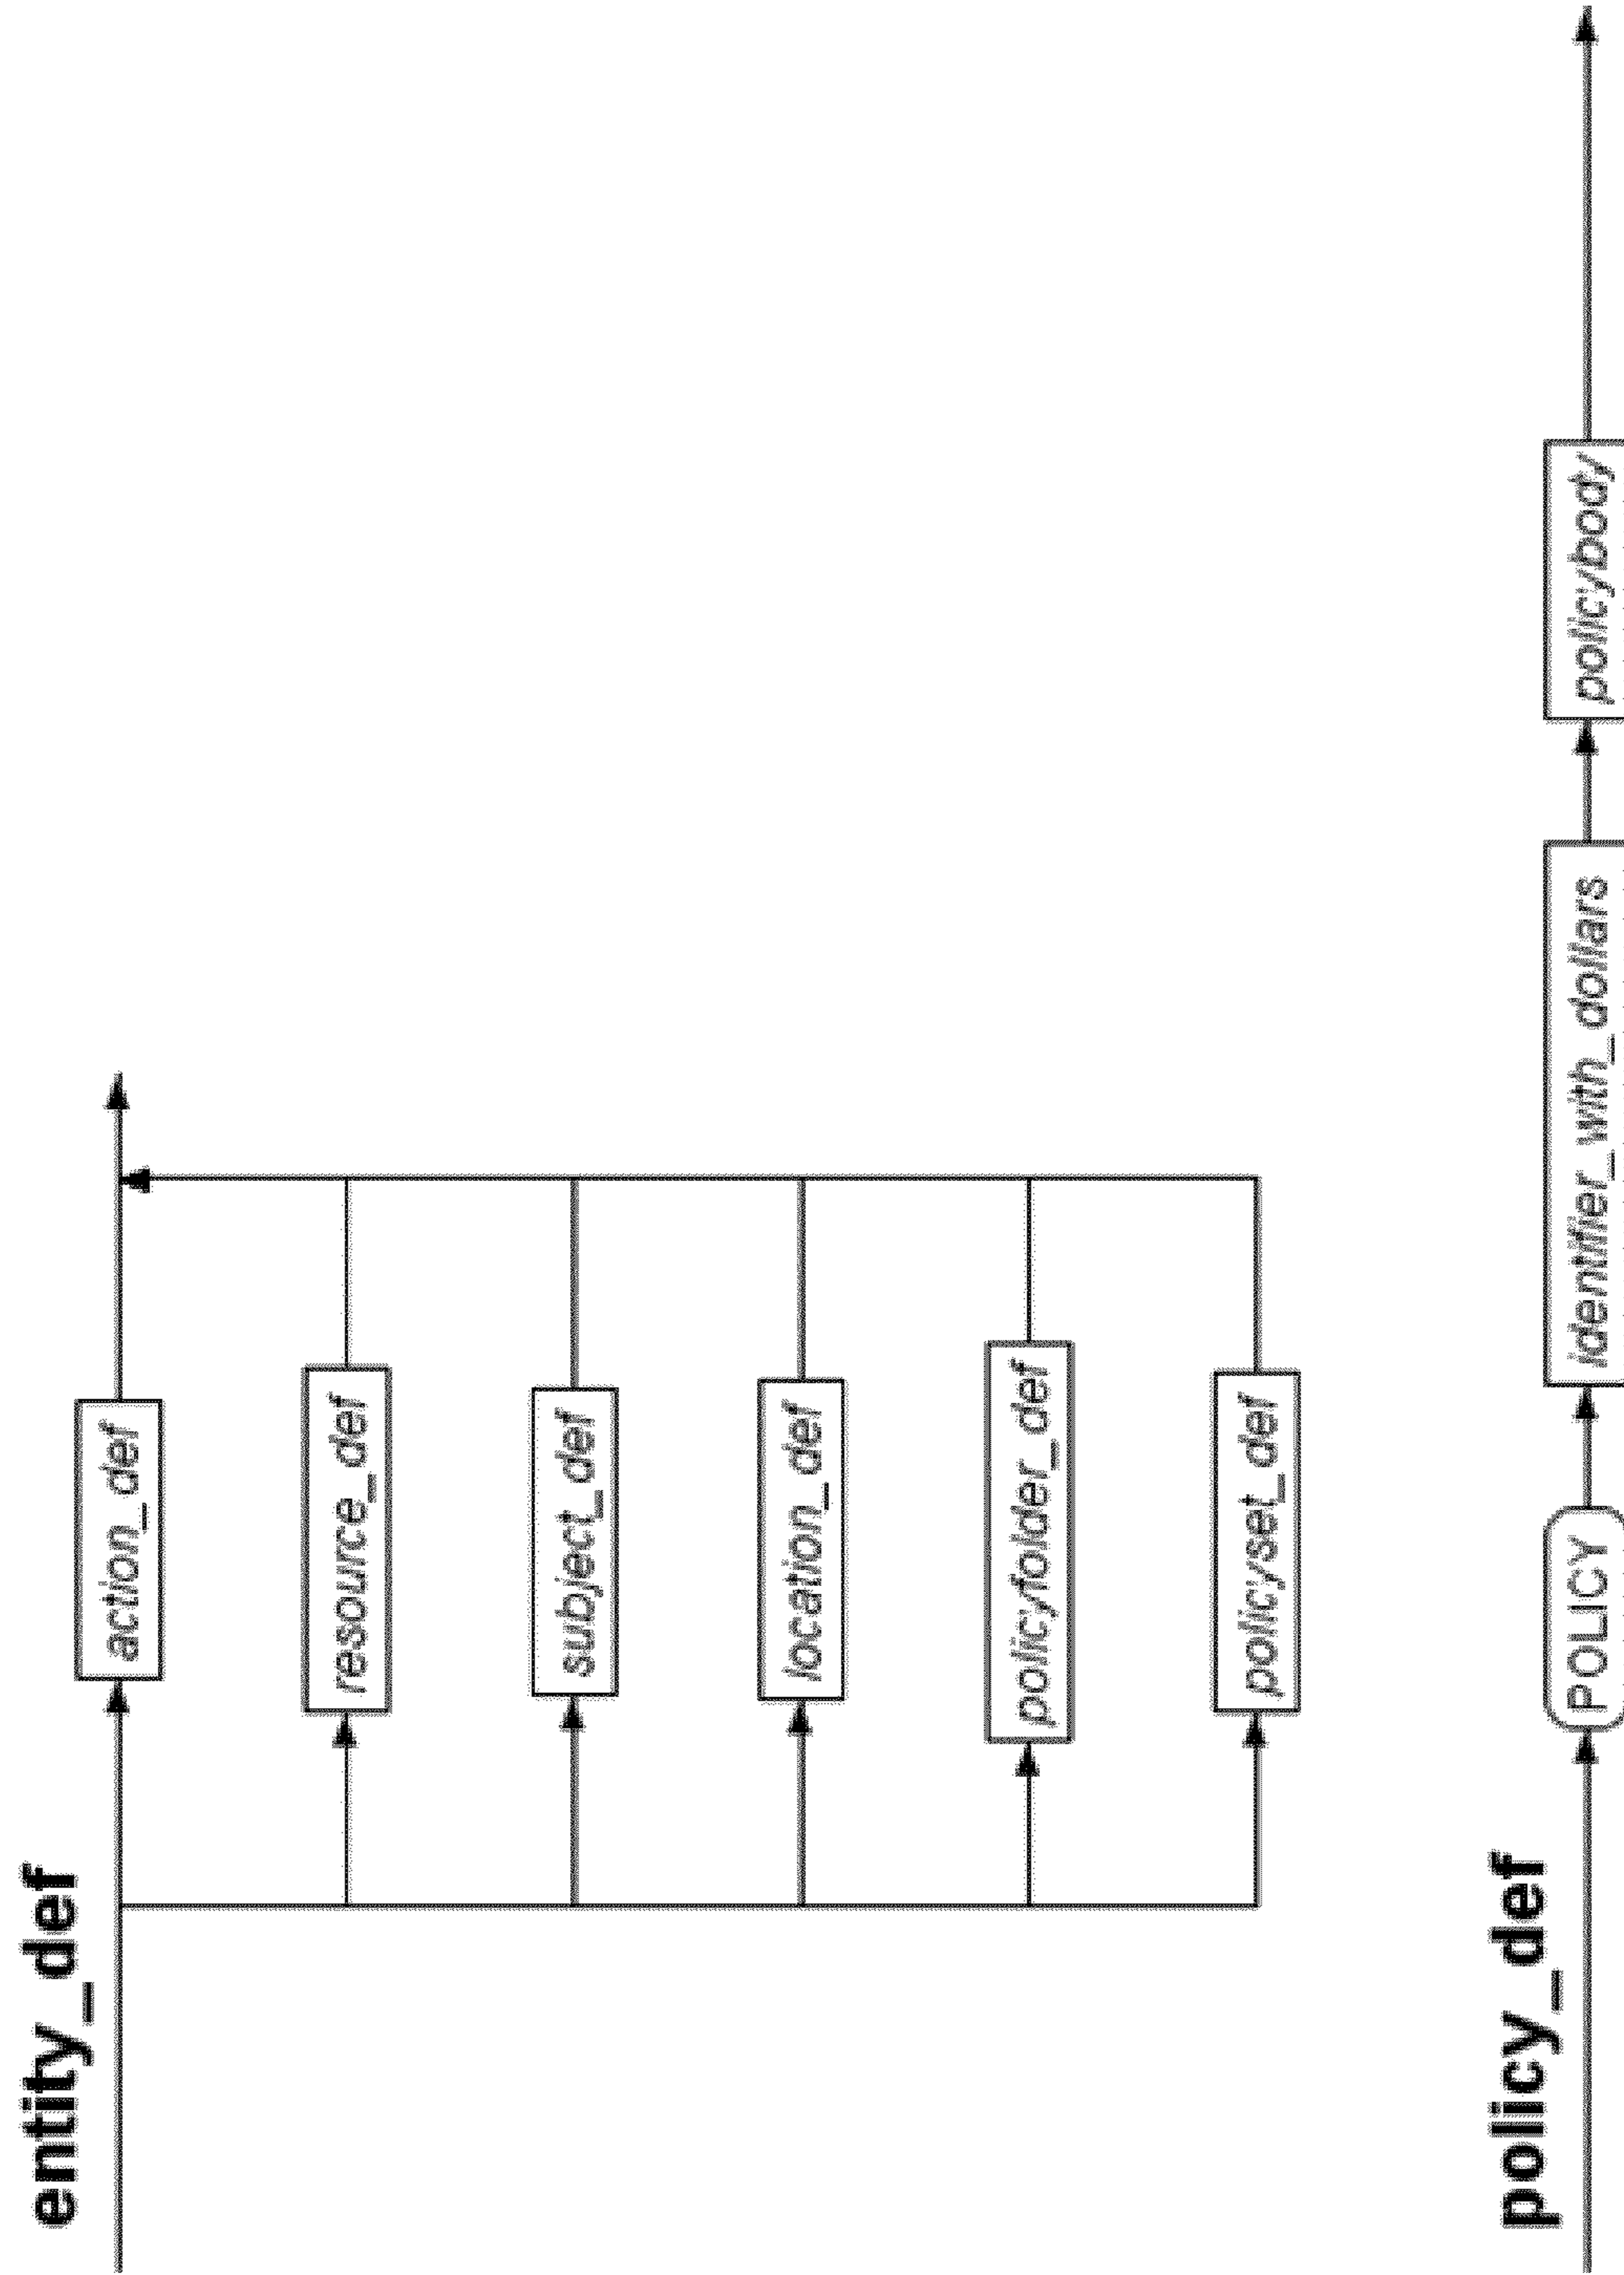 entity_def
action_def
resource_def
subject_def
location_def
policyfolder_def
policyset_def
policy_def
POLICY
identifier_with_dollars
policybody